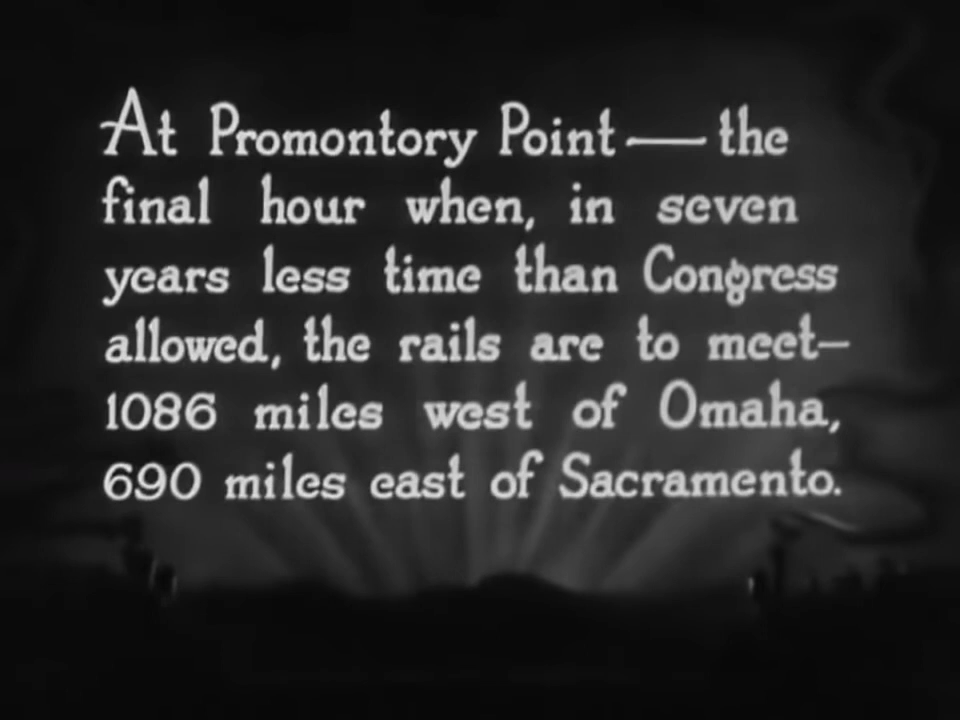 At Promontory Point — the
final hour when, in seven
years less time than Congress
allowed, the rails are to meet—
1086 miles west of Omaha,
690 miles east of Sacramento.